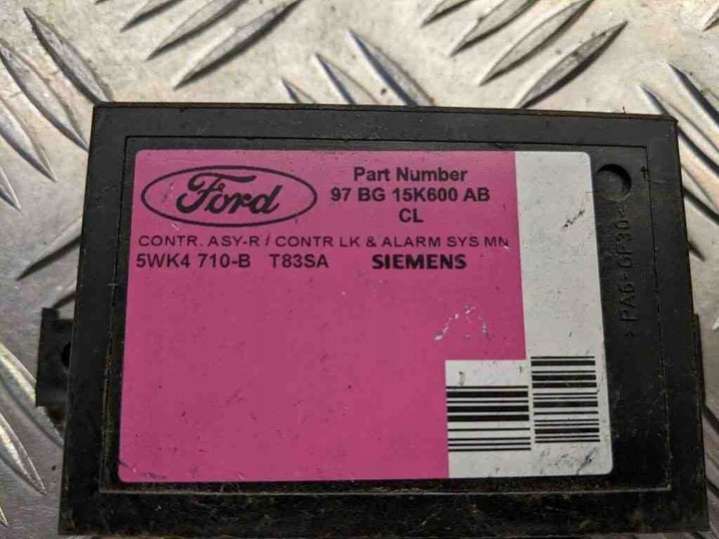 Ford
Part Number
97 BG 15K600 AB
CL
CONTR. ASY-R / CONTR LK & ALARM SYS MN
5WK4 710-B T83SA SIEMENS
>PA6-GF30<